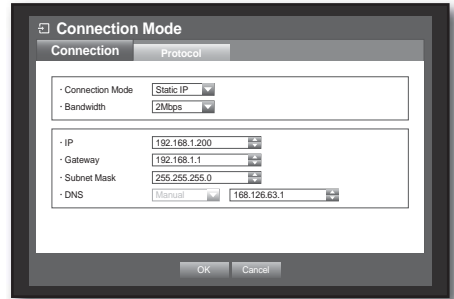 Connection Mode
Connection Protocol
· Connection Mode Static IP
· Bandwidth 2Mbps
· IP 192.168.1.200
· Gateway 192.168.1.1
· Subnet Mask 255.255.255.0
· DNS Manual 168.126.63.1
OK Cancel